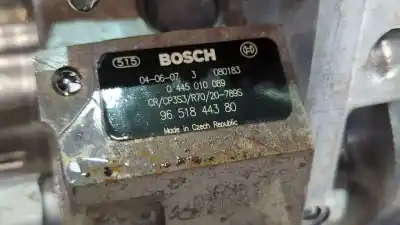 515 BOSCH
04-06-07 3 080183
0 445 010 089
CR/CP3S3/R70/20-789S
96 518 443 80
Made in Czech Republic